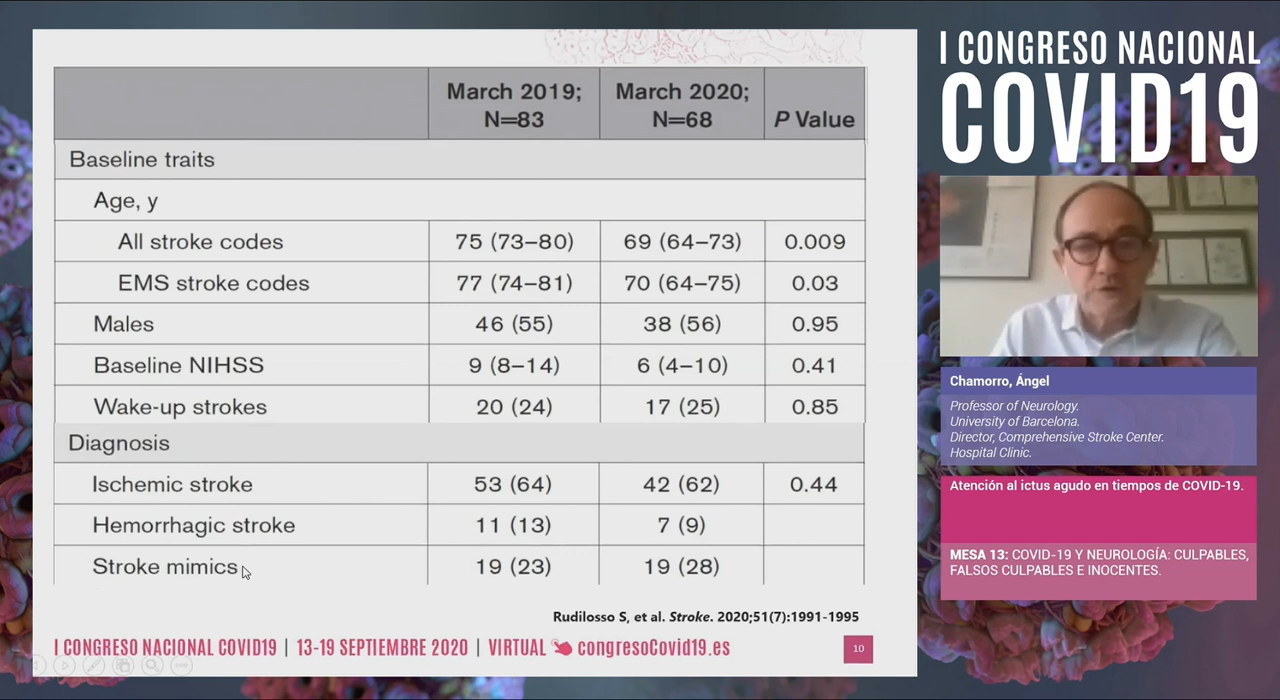 March 2019; March 2020;
N=83 N=68 P Value
Baseline traits
Age, y
All stroke codes 75 (73–80) 69 (64–73) 0.009
EMS stroke codes 77 (74–81) 70 (64–75) 0.03
Males 46 (55) 38 (56) 0.95
Baseline NIHSS 9 (8–14) 6 (4–10) 0.41
Wake-up strokes 20 (24) 17 (25) 0.85
Diagnosis
Ischemic stroke 53 (64) 42 (62) 0.44
Hemorrhagic stroke 11 (13) 7 (9)
Stroke mimics 19 (23) 19 (28)
Rudilosso S, et al. Stroke. 2020;51(7):1991-1995
I CONGRESO NACIONAL COVID19 | 13-19 SEPTIEMBRE 2020 | VIRTUAL congresoCovid19.es
10
I CONGRESO NACIONAL
COVID19
Chamorro, Ángel
Professor of Neurology.
University of Barcelona.
Director, Comprehensive Stroke Center.
Hospital Clinic.
Atención al ictus agudo en tiempos de COVID-19.
MESA 13: COVID-19 Y NEUROLOGÍA: CULPABLES,
FALSOS CULPABLES E INOCENTES.